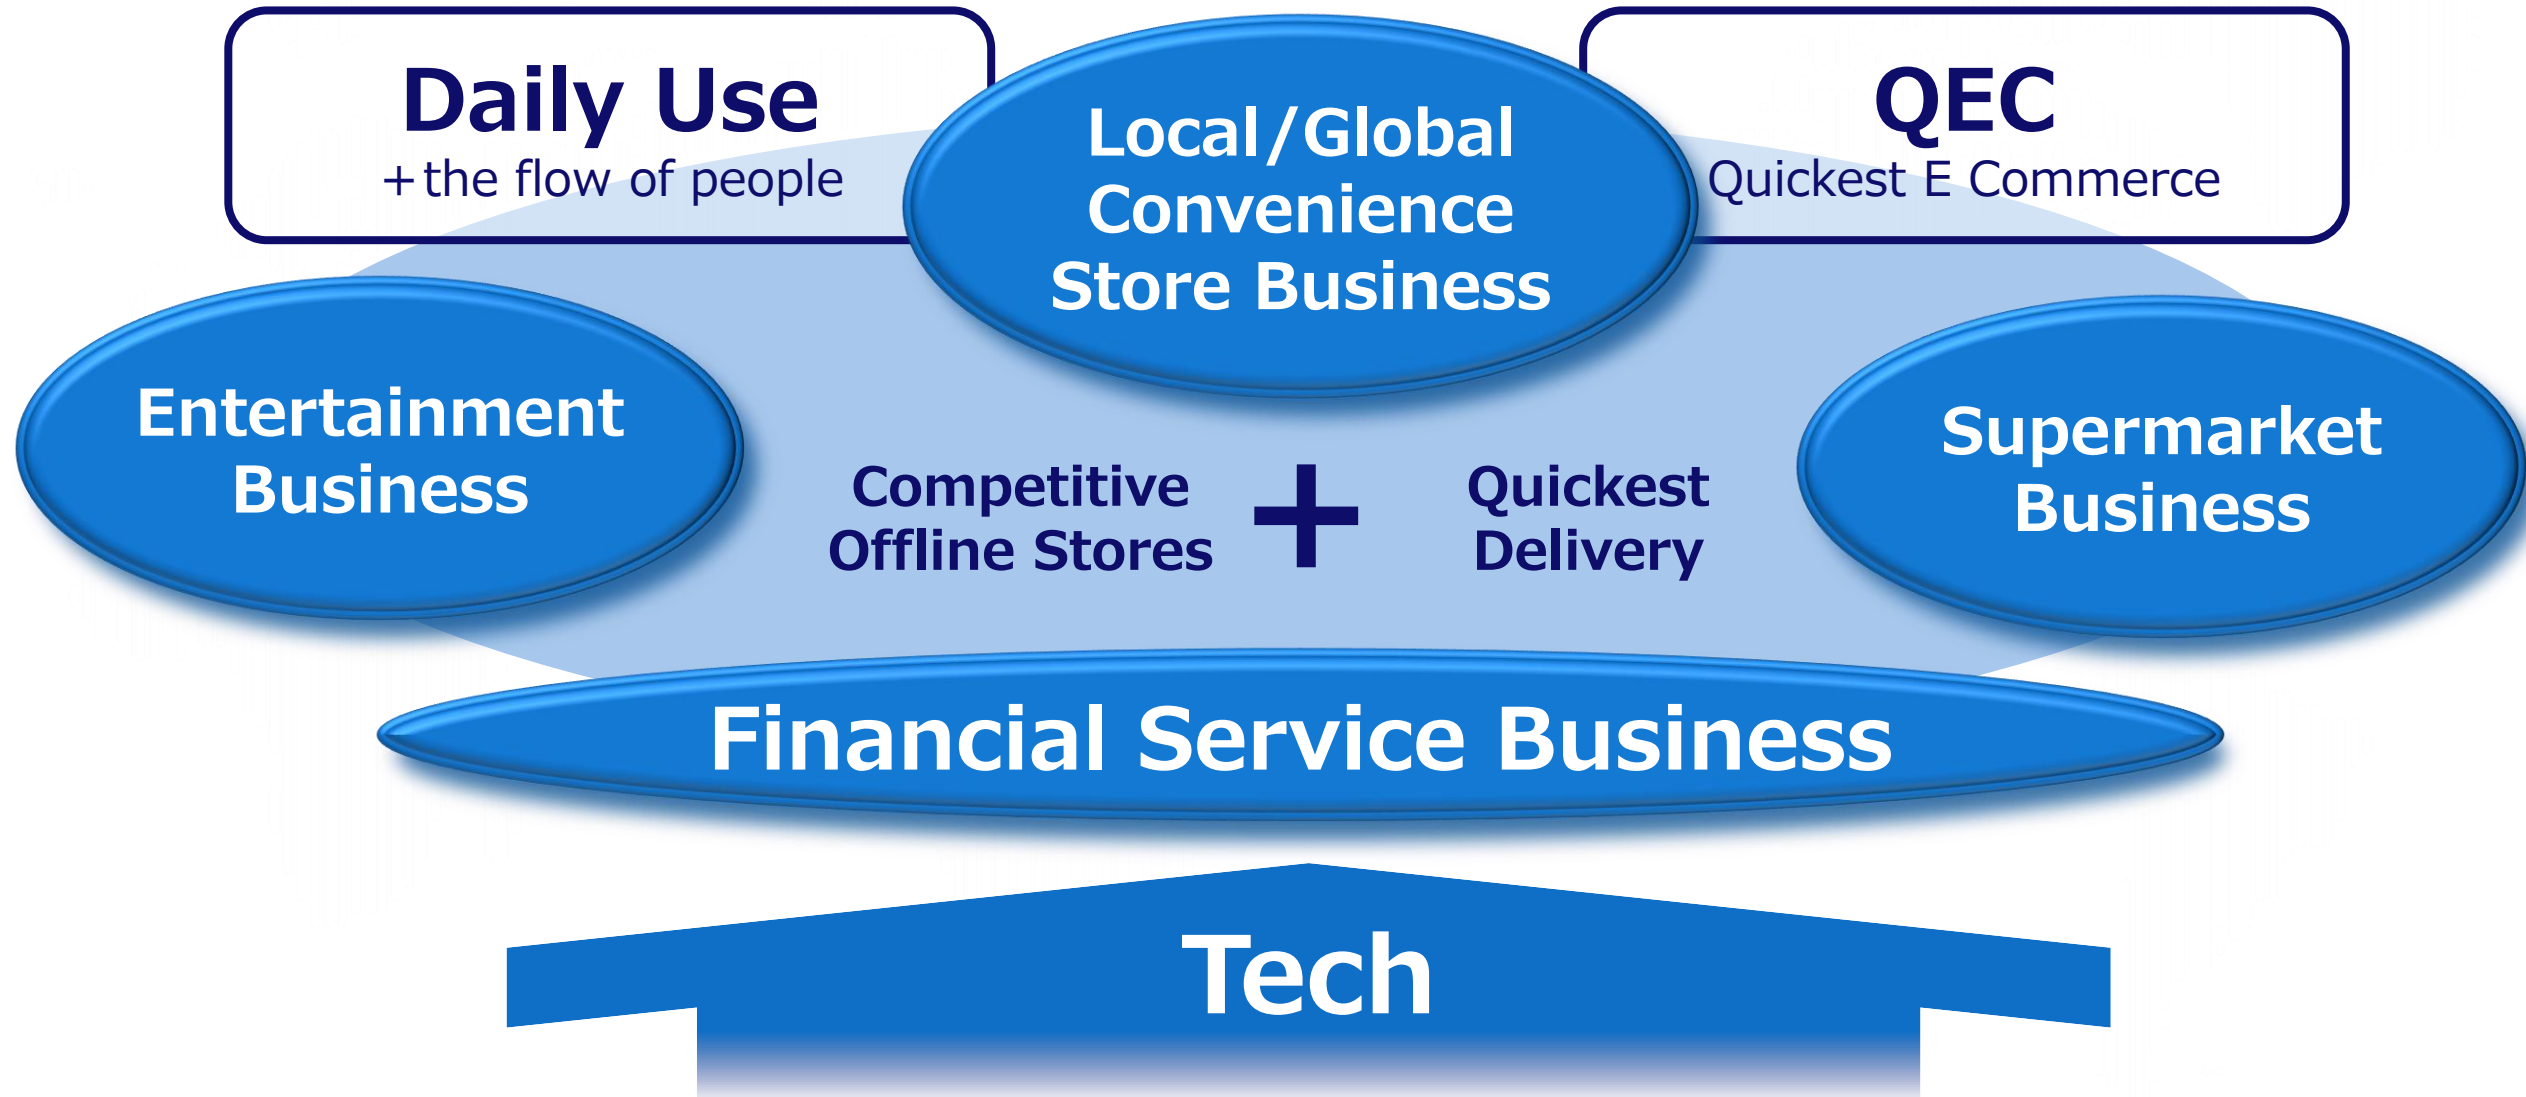 Daily Use
+the flow of people
Local/Global
Convenience
Store Business
QEC
Quickest E Commerce
Entertainment
Business
Competitive
Offline Stores
+
Quickest
Delivery
Supermarket
Business
Financial Service Business
Tech